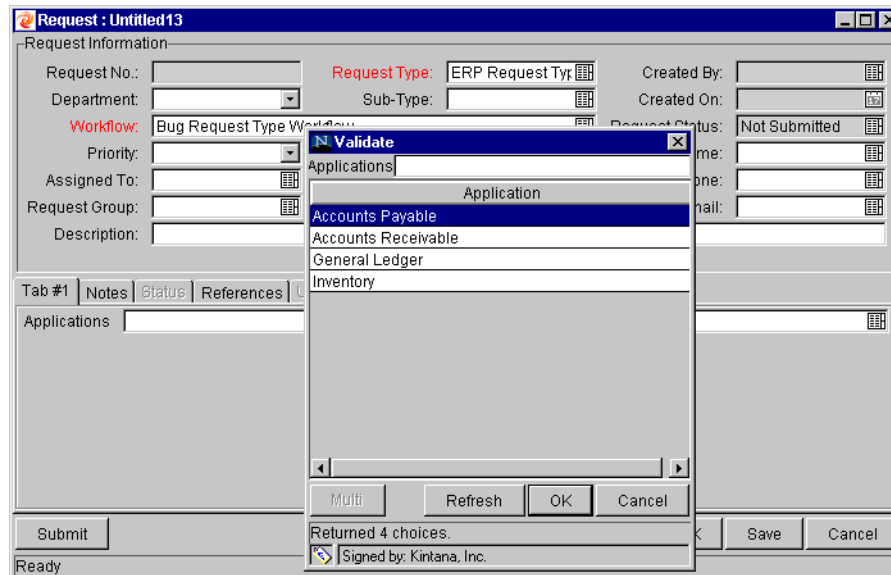 Request : Untitled13
Request Information
Request No.: Request Type: ERP Request Typ Created By:
Department: Sub-Type: Created On:
Workflow: Bug Request Type Workflow Request Status: Not Submitted
Validate
Priority: me:
Applications
Assigned To: one:
Application
Request Group: nail:
Accounts Payable
Description:
Accounts Receivable
General Ledger
Inventory
Tab #1 Notes Status References
Applications
Multi Refresh OK Cancel
Submit Returned 4 choices. Save Cancel
Signed by: Kintana, Inc.
Ready